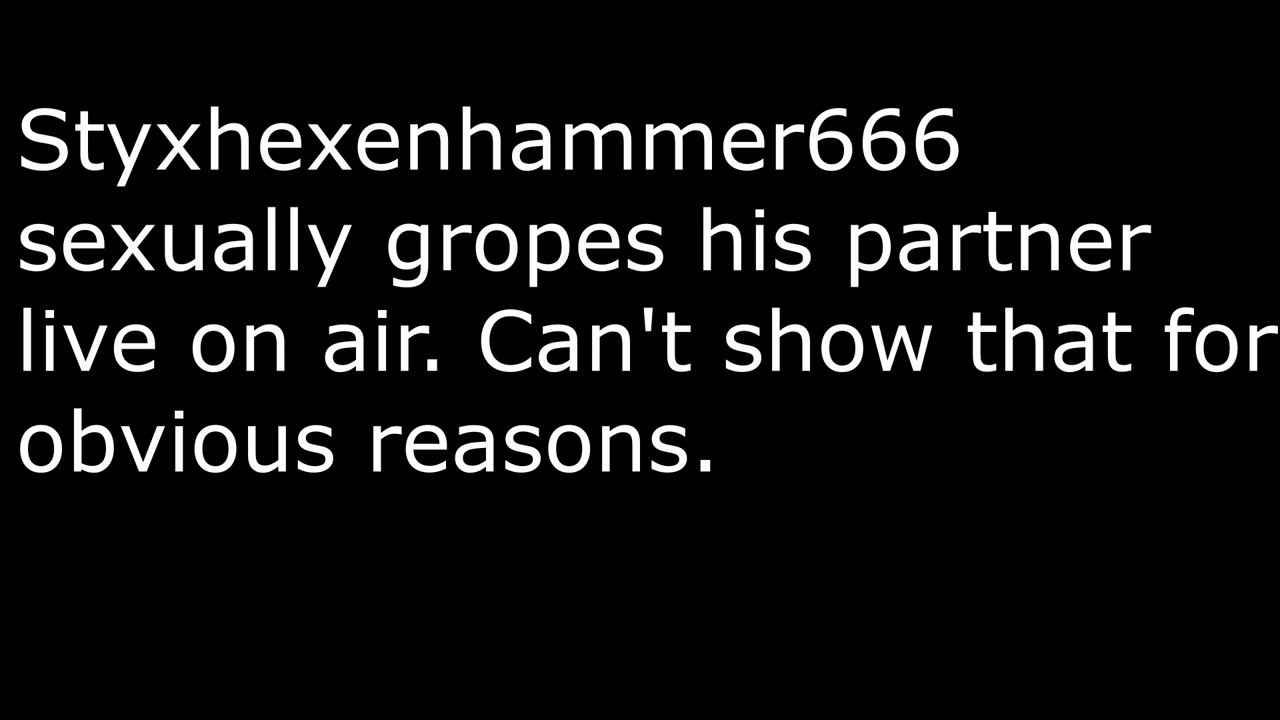 Styxhexenhammer666
sexually gropes his partner
live on air. Can't show that for
obvious reasons.